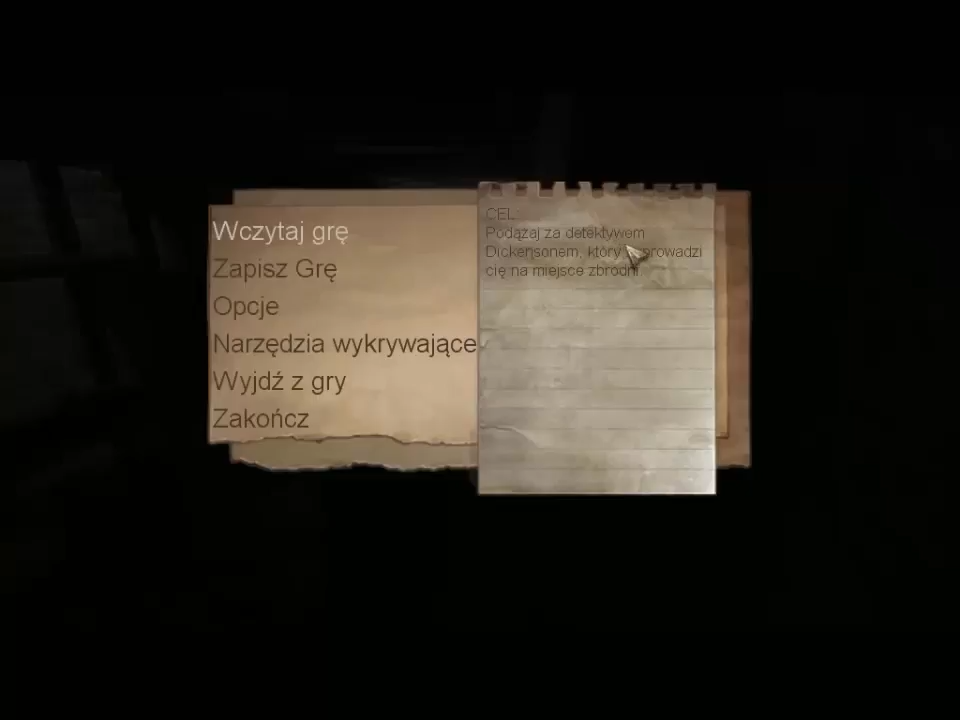 Wczytaj grę
Zapisz Grę
Opcje
Narzędzia wykrywające
Wyjdź z gry
Zakończ
CEL:
Podążaj za detektywem
Dickensonem, który prowadzi
cię na miejsce zbrodni.